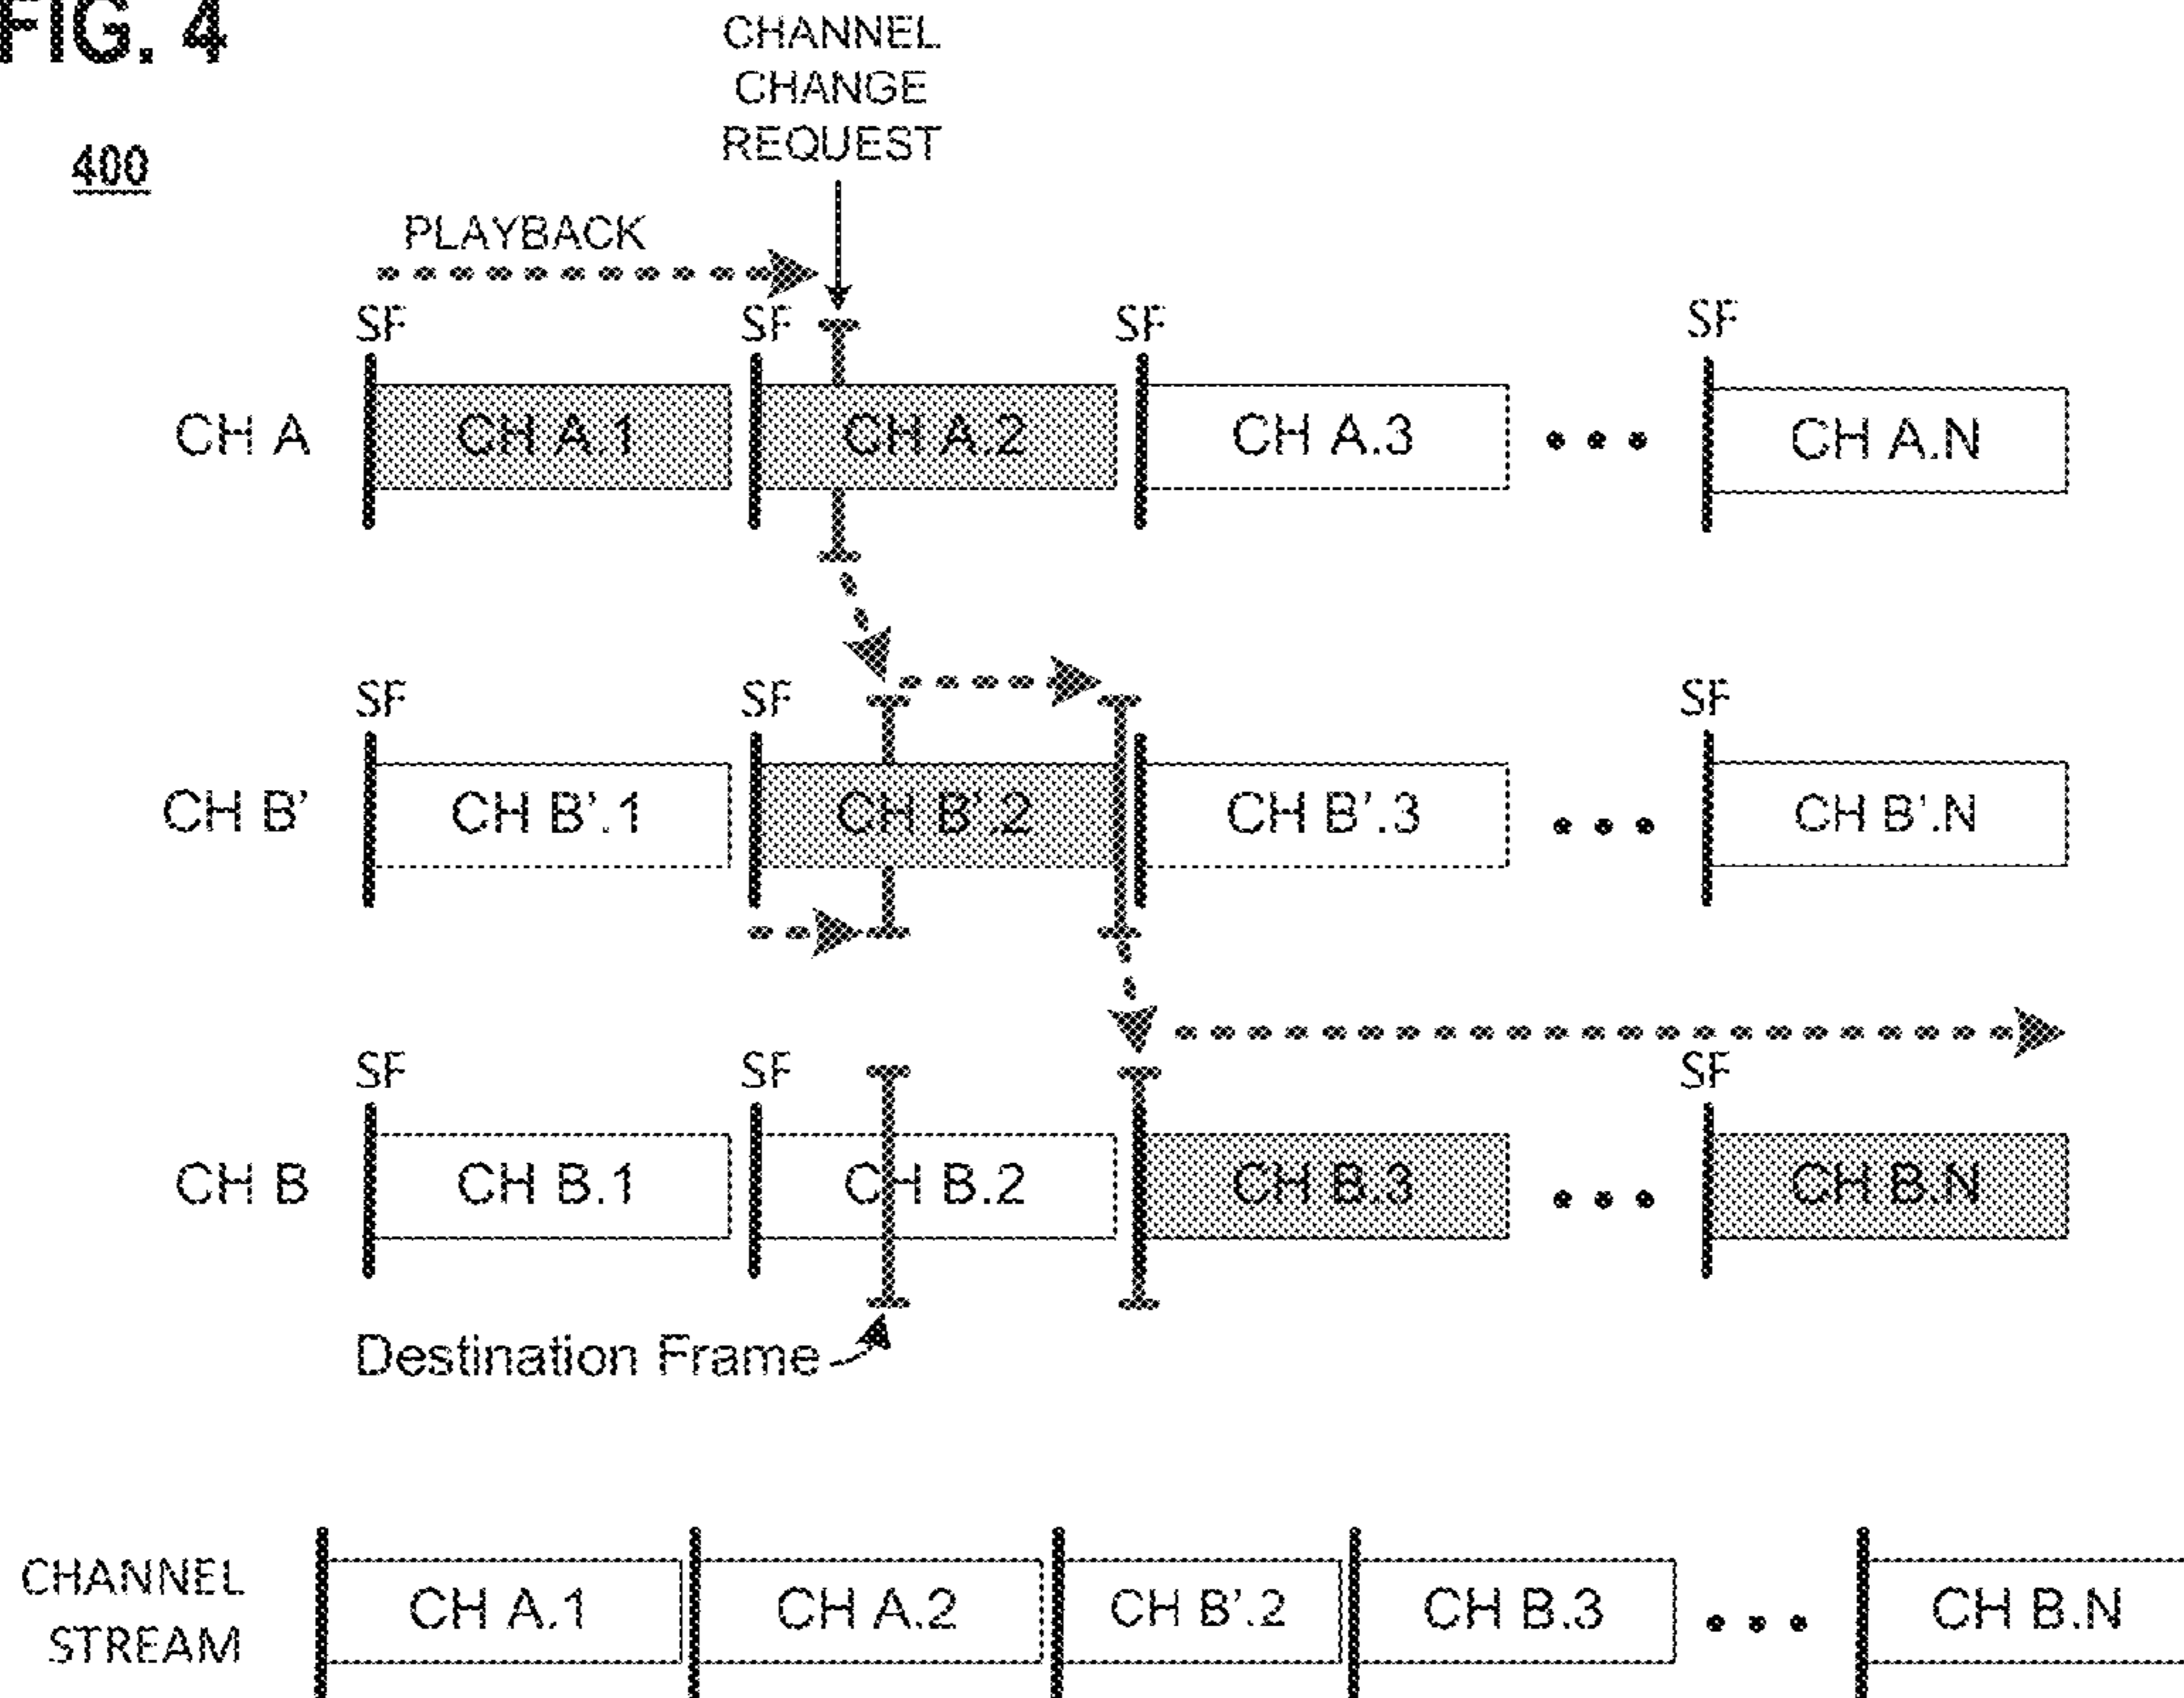 FIG. 4
400
CHANNEL
CHANGE
REQUEST
PLAYBACK
SF SF SF SF
CH A CH A.1 CH A.2 CH A.3 ••• CH A.N
SF SF SF
CH B' CH B'.1 CH B'.2 CH B'.3 ••• CH B'.N
SF SF SF
CH B CH B.1 CH B.2 CH B.3 ••• CH B.N
Destination Frame
CHANNEL
STREAM
CH A.1 CH A.2 CH B'.2 CH B.3 ••• CH B.N